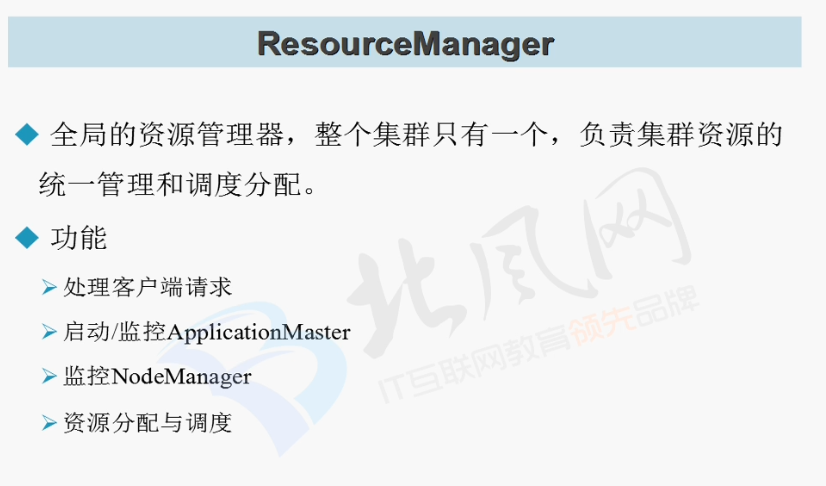 ResourceManager
全局的资源管理器，整个集群只有一个，负责集群资源的
统一管理和调度分配。
功能
处理客户端请求
启动/监控ApplicationMaster
监控NodeManager
资源分配与调度
北风网
IT互联网教育领先品牌